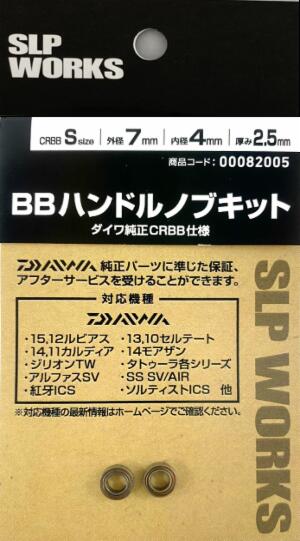 SLP
WORKS
CRBB S size 外径7mm 内径4mm 厚み2.5mm
商品コード:00082005
BBハンドルノブキット
ダイワ純正CRBB仕様
DAIWA 純正パーツに準じた保証、
アフターサービスを受けることができます。
対応機種
DAIWA
・15,12ルビアス ・13,10セルテート
・14,11カルディア ・14モアザン
・ジリオンTW ・タトゥーラ各シリーズ
・アルファスSV ・SS SV/AIR
・紅牙ICS ・ソルティストICS 他
※対応機種の最新情報はホームページでご確認ください。
SLP WORKS